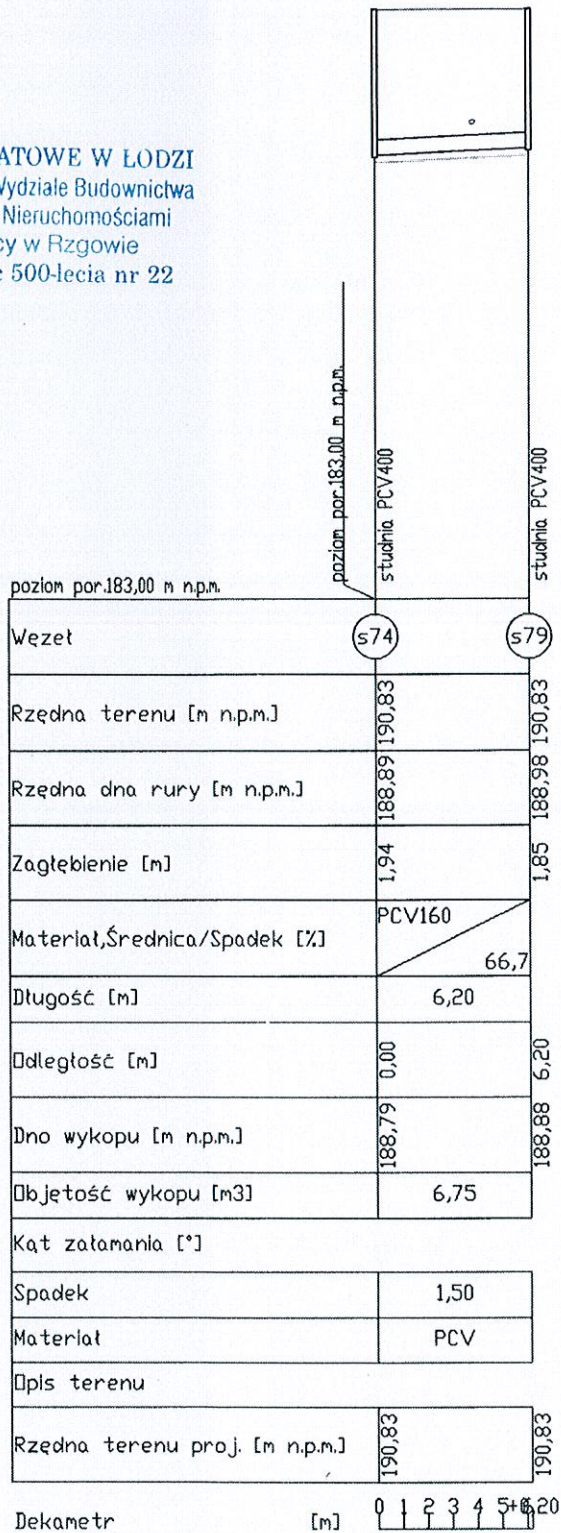 ATOWE W ŁODZI
Wydziale Budownictwa
Nieruchomościami
cy w Rzgowie
500-lecia nr 22
poziom por.183,00 m n.p.m.
studnia PCV400
studnia PCV400
poziom por.183,00 m n.p.m.
Węzeł s74 s79
Rzędna terenu [m n.p.m.] 190,83 190,83
Rzędna dna rury [m n.p.m.] 188,89 188,98
Zagłębienie [m] 1,94 1,85
Materiał,Średnica/Spadek [%] PCV160 66,7
Długość [m] 6,20
Odległość [m] 0,00 6,20
Dno wykopu [m n.p.m.] 188,79 188,88
Objętość wykopu [m3] 6,75
Kąt załamania [°]
Spadek 1,50
Materiał PCV
Opis terenu
Rzędna terenu proj. [m n.p.m.] 190,83 190,83
Dekametr [m] 0 1 2 3 4 5+ 6,20